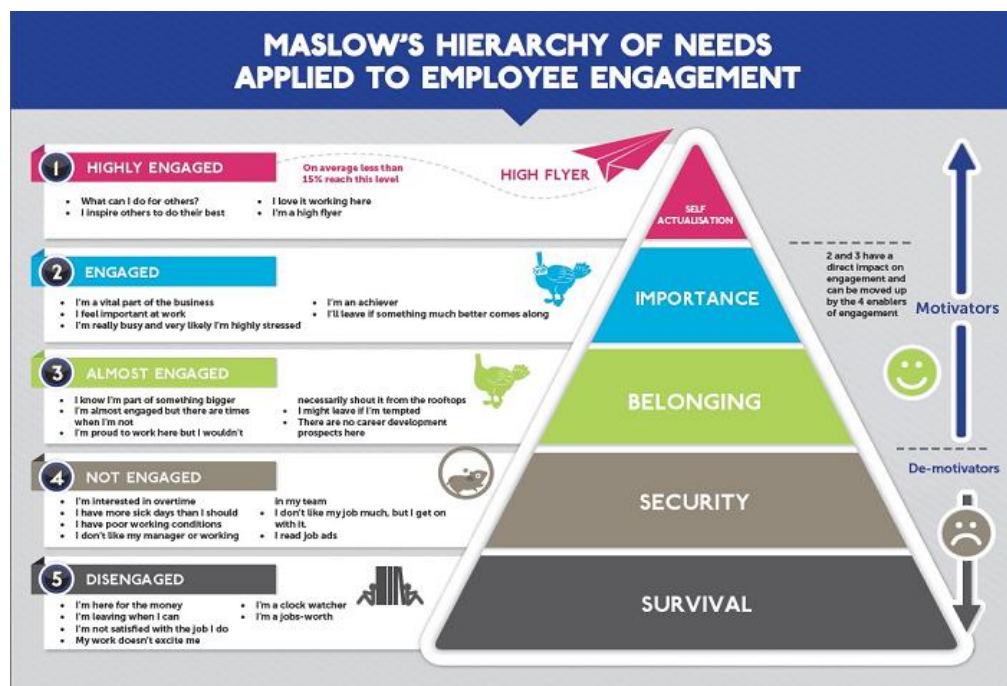 MASLOW'S HIERARCHY OF NEEDS
APPLIED TO EMPLOYEE ENGAGEMENT
1 HIGHLY ENGAGED
On average less than
15% reach this level
HIGH FLYER
• What can I do for others?
• I inspire others to do their best
• I love it working here
• I'm a high flyer
SELF
ACTUALISATION
2 ENGAGED
• I'm a vital part of the business
• I feel important at work
• I'm really busy and very likely I'm highly stressed
• I'm an achiever
• I'll leave if something much better comes along
IMPORTANCE
2 and 3 have a
direct impact on
engagement and
can be moved up
by the 4 enablers
of engagement
Motivators
3 ALMOST ENGAGED
• I know I'm part of something bigger
• I'm almost engaged but there are times
when I'm not
• I'm proud to work here but I wouldn't
necessarily shout it from the rooftops
• I might leave if I'm tempted
• There are no career development
prospects here
BELONGING
De-motivators
4 NOT ENGAGED
• I'm interested in overtime
• I have more sick days than I should
• I have poor working conditions
• I don't like my manager or working
in my team
• I don't like my job much, but I get on
with it.
• I read job ads
SECURITY
5 DISENGAGED
• I'm here for the money
• I'm leaving when I can
• I'm not satisfied with the job I do
• My work doesn't excite me
• I'm a clock watcher
• I'm a jobs-worth
SURVIVAL